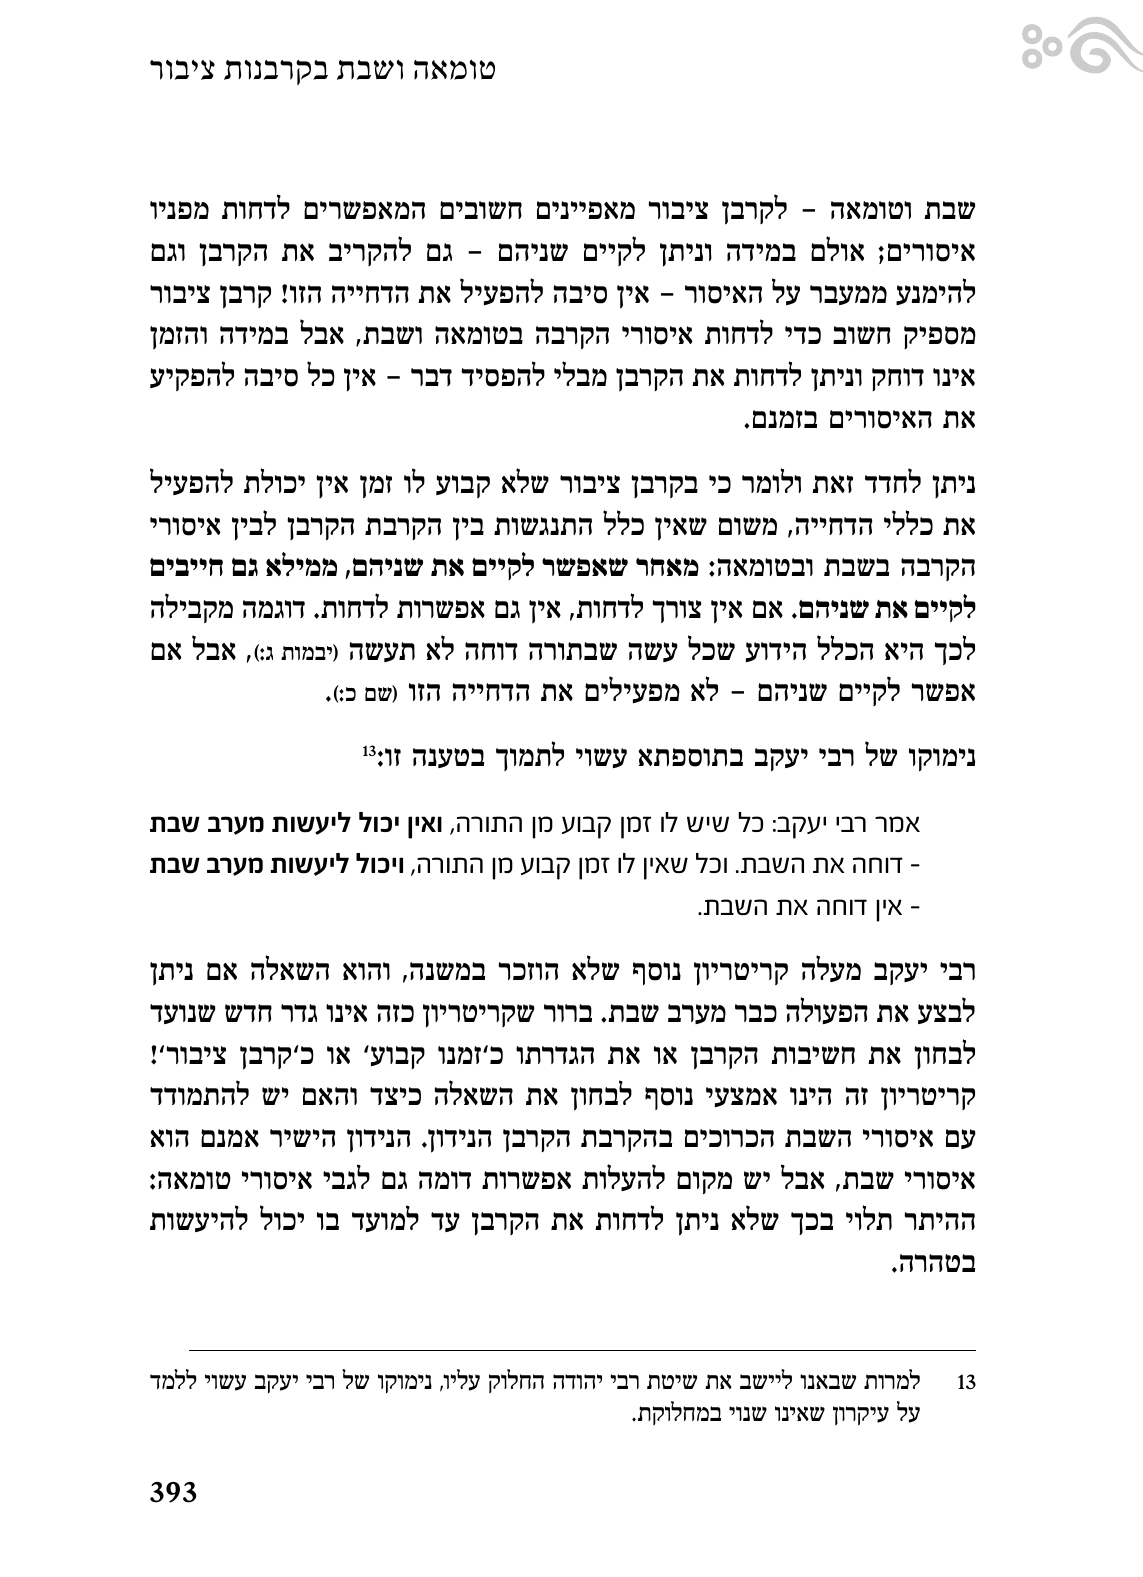 טומאה ושבת בקרבנות ציבור
שבת וטומאה – לקרבן ציבור מאפיינים חשובים המאפשרים לדחות מפניו
איסורים; אולם במידה וניתן לקיים שניהם – גם להקריב את הקרבן וגם
להימנע ממעבר על האיסור – אין סיבה להפעיל את הדחייה הזו! קרבן ציבור
מספיק חשוב כדי לדחות איסורי הקרבה בטומאה ושבת, אבל במידה והזמן
אינו דוחק וניתן לדחות את הקרבן מבלי להפסיד דבר – אין כל סיבה להפקיע
את האיסורים בזמנם.
ניתן לחדד זאת ולומר כי בקרבן ציבור שלא קבוע לו זמן אין יכולת להפעיל
את כללי הדחייה, משום שאין כלל התנגשות בין הקרבת הקרבן לבין איסורי
הקרבה בשבת ובטומאה: מאחר שאפשר לקיים את שניהם, ממילא גם חייבים
לקיים את שניהם. אם אין צורך לדחות, אין גם אפשרות לדחות. דוגמה מקבילה
לכך היא הכלל הידוע שכל עשה שבתורה דוחה לא תעשה (יבמות ג:), אבל אם
אפשר לקיים שניהם – לא מפעילים את הדחייה הזו (שם כ:).
נימוקו של רבי יעקב בתוספתא עשוי לתמוך בטענה זו:13
אמר רבי יעקב: כל שיש לו זמן קבוע מן התורה, ואין יכול ליעשות מערב שבת
- דוחה את השבת. וכל שאין לו זמן קבוע מן התורה, ויכול ליעשות מערב שבת
- אין דוחה את השבת.
רבי יעקב מעלה קריטריון נוסף שלא הוזכר במשנה, והוא השאלה אם ניתן
לבצע את הפעולה כבר מערב שבת. ברור שקריטריון כזה אינו גדר חדש שנועד
לבחון את חשיבות הקרבן או את הגדרתו כ'זמנו קבוע' או כ'קרבן ציבור'!
קריטריון זה הינו אמצעי נוסף לבחון את השאלה כיצד והאם יש להתמודד
עם איסורי השבת הכרוכים בהקרבת הקרבן הנידון. הנידון הישיר אמנם הוא
איסורי שבת, אבל יש מקום להעלות אפשרות דומה גם לגבי איסורי טומאה:
ההיתר תלוי בכך שלא ניתן לדחות את הקרבן עד למועד בו יכול להיעשות
בטהרה.
13 למרות שבאנו ליישב את שיטת רבי יהודה החלוק עליו, נימוקו של רבי יעקב עשוי ללמד
על עיקרון שאינו שנוי במחלוקת.
393